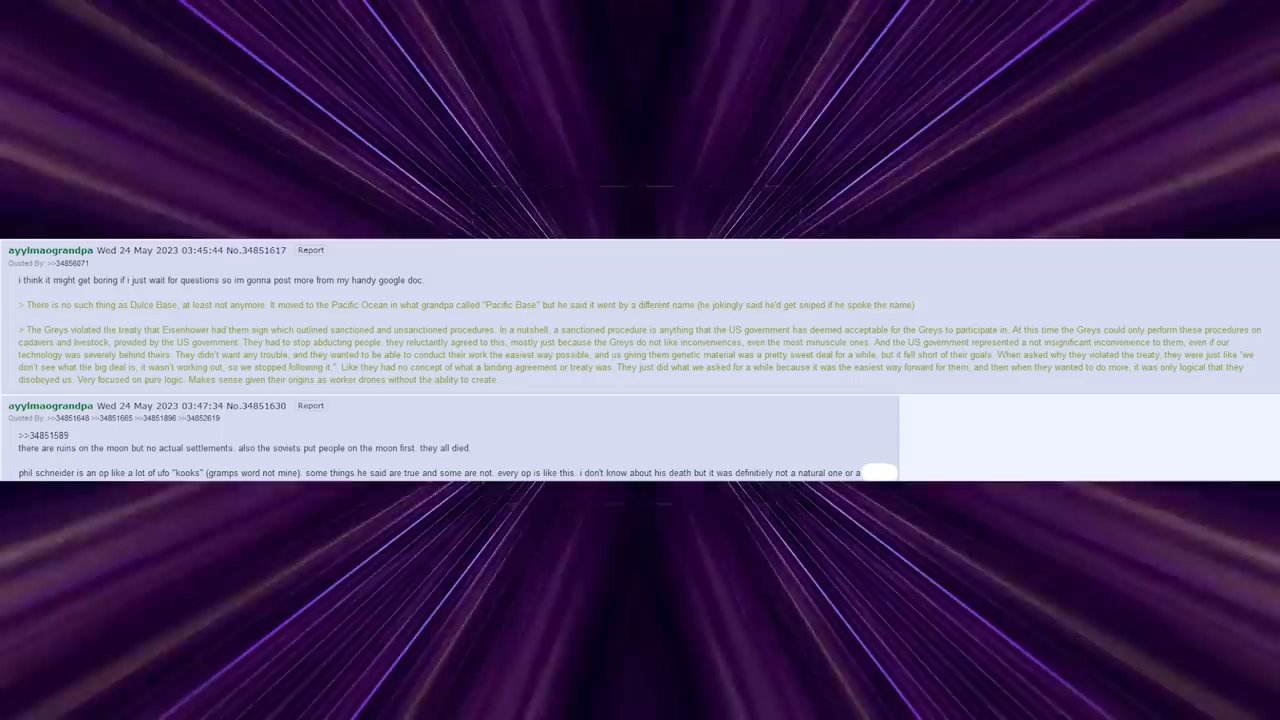 ayylmaograndpa Wed 24 May 2023 03:45:44 No.34851617 Report
Quoted By: >>34856071
i think it might get boring if i just wait for questions so im gonna post more from my handy google doc.
> There is no such thing as Dulce Base, at least not anymore. It moved to the Pacific Ocean in what grandpa called "Pacific Base" but he said it went by a different name (he jokingly said he'd get sniped if he spoke the name)
> The Greys violated the treaty that Eisenhower had them sign which outlined sanctioned and unsanctioned procedures. In a nutshell, a sanctioned procedure is anything that the US government has deemed acceptable for the Greys to participate in. At this time the Greys could only perform these procedures on
cadavers and livestock, provided by the US government. They had to stop abducting people. they reluctantly agreed to this, mostly just because the Greys do not like inconveniences, even the most minuscule ones. And the US government represented a not insignificant inconvenience to them, even if our
technology was severely behind theirs. They didn't want any trouble, and they wanted to be able to conduct their work the easiest way possible, and us giving them genetic material was a pretty sweet deal for a while, but it fell short of their goals. When asked why they violated the treaty, they were just like "we
don't see what the big deal is, it wasn't working out, so we stopped following it." Like they had no concept of what a binding agreement or treaty was. They just did what we asked for a while because it was the easiest way forward for them, and then when they wanted to do more, it was only logical that they
disobeyed us. Very focused on pure logic. Makes sense given their origins as worker drones without the ability to create.
ayylmaograndpa Wed 24 May 2023 03:47:34 No.34851630 Report
Quoted By: >>34851648 >>34851665 >>34851896 >>34852619
>>34851589
there are ruins on the moon but no actual settlements. also the soviets put people on the moon first. they all died.
phil schneider is an op like a lot of ufo "kooks" (gramps word not mine). some things he said are true and some are not. every op is like this. i don't know about his death but it was definitiely not a natural one or a